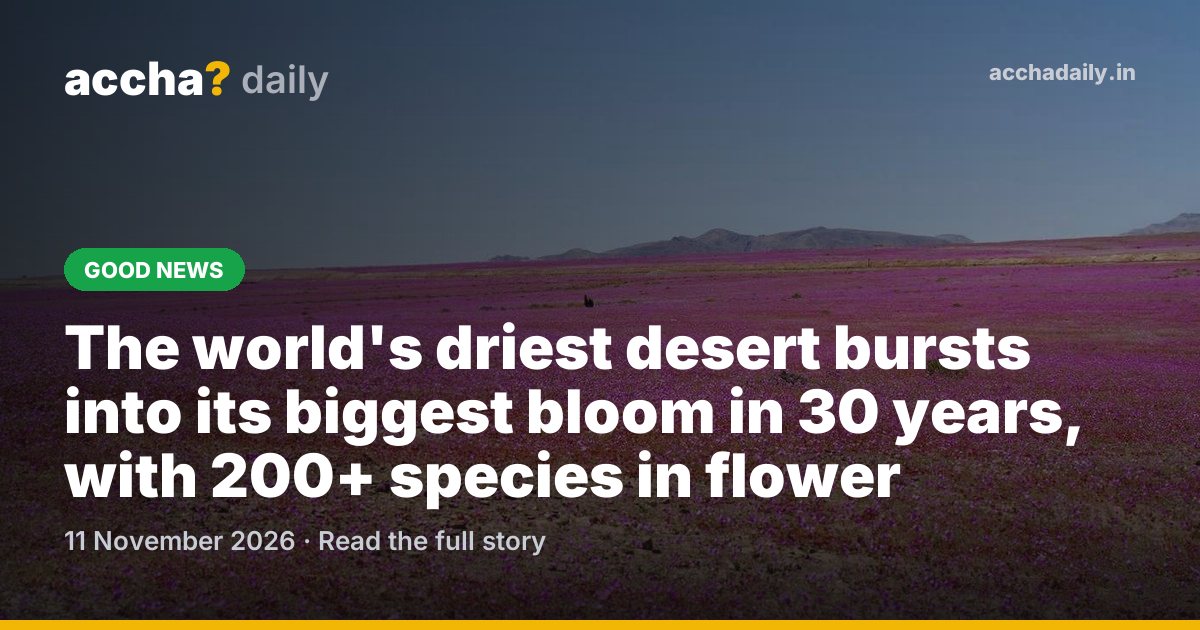 accha? daily
acchadaily.in
GOOD NEWS
The world's driest desert bursts
into its biggest bloom in 30 years,
with 200+ species in flower
11 November 2026 · Read the full story